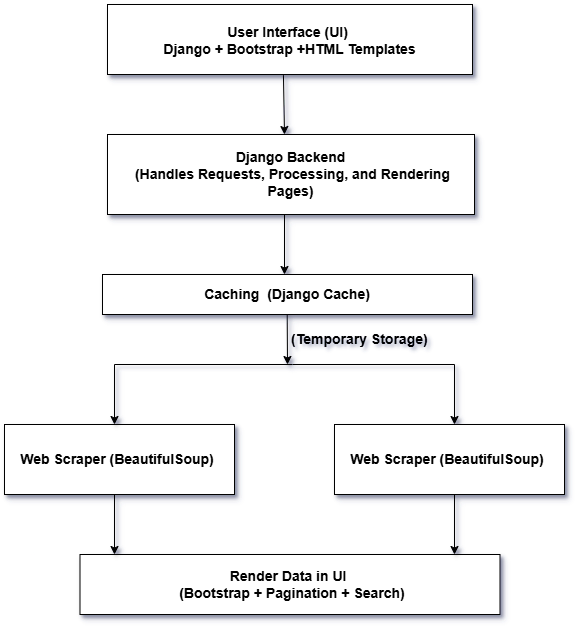 User Interface (UI)
Django + Bootstrap +HTML Templates
Django Backend
(Handles Requests, Processing, and Rendering
Pages)
Caching  (Django Cache)
(Temporary Storage)
Web Scraper (BeautifulSoup)
Web Scraper (BeautifulSoup)
Render Data in UI
(Bootstrap + Pagination + Search)